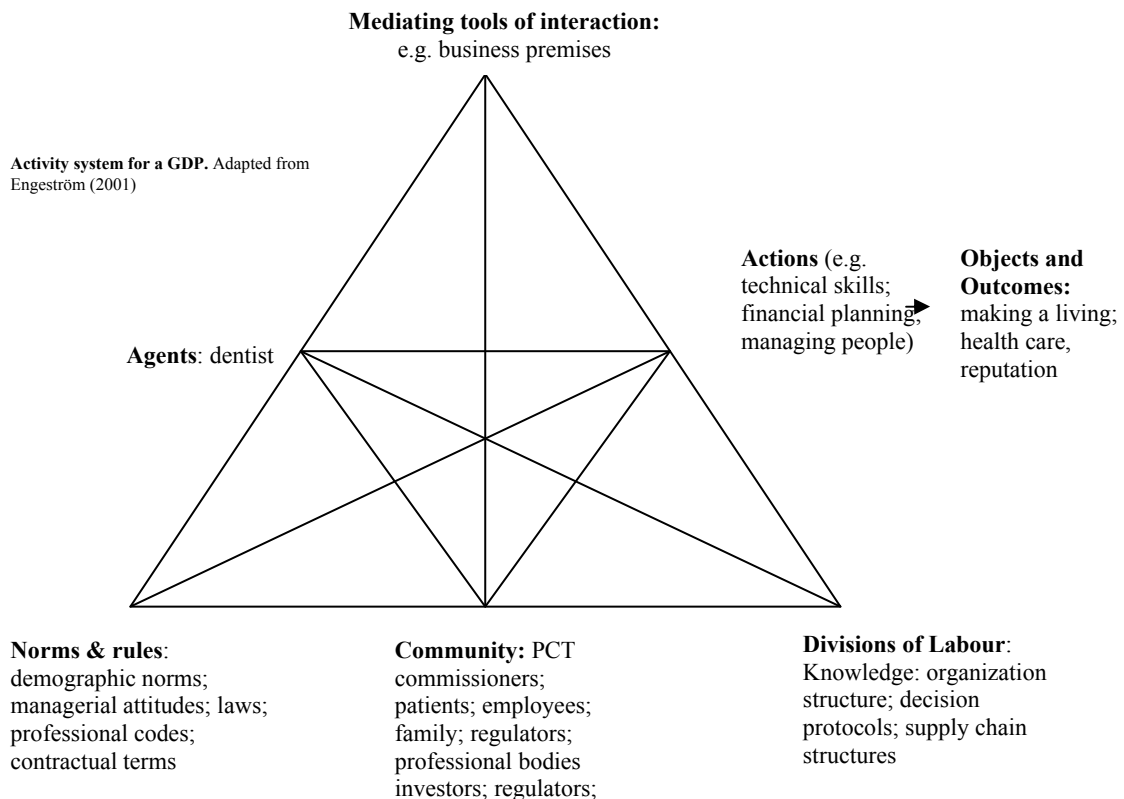 Mediating tools of interaction:
e.g. business premises
Activity system for a GDP. Adapted from
Engeström (2001)
Actions (e.g.
technical skills;
financial planning,
managing people)
Objects and
Outcomes:
making a living;
health care,
reputation
Agents: dentist
Norms & rules:
demographic norms;
managerial attitudes; laws;
professional codes;
contractual terms
Community: PCT
commissioners;
patients; employees;
family; regulators;
professional bodies
investors; regulators;
Divisions of Labour:
Knowledge: organization
structure; decision
protocols; supply chain
structures